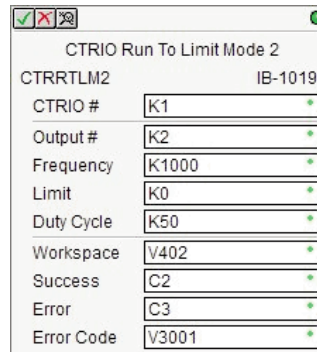 CTRIO Run To Limit Mode 2
CTRRTLM2 IB-1019
CTRIO # K1
Output # K2
Frequency K1000
Limit K0
Duty Cycle K50
Workspace V402
Success C2
Error C3
Error Code V3001